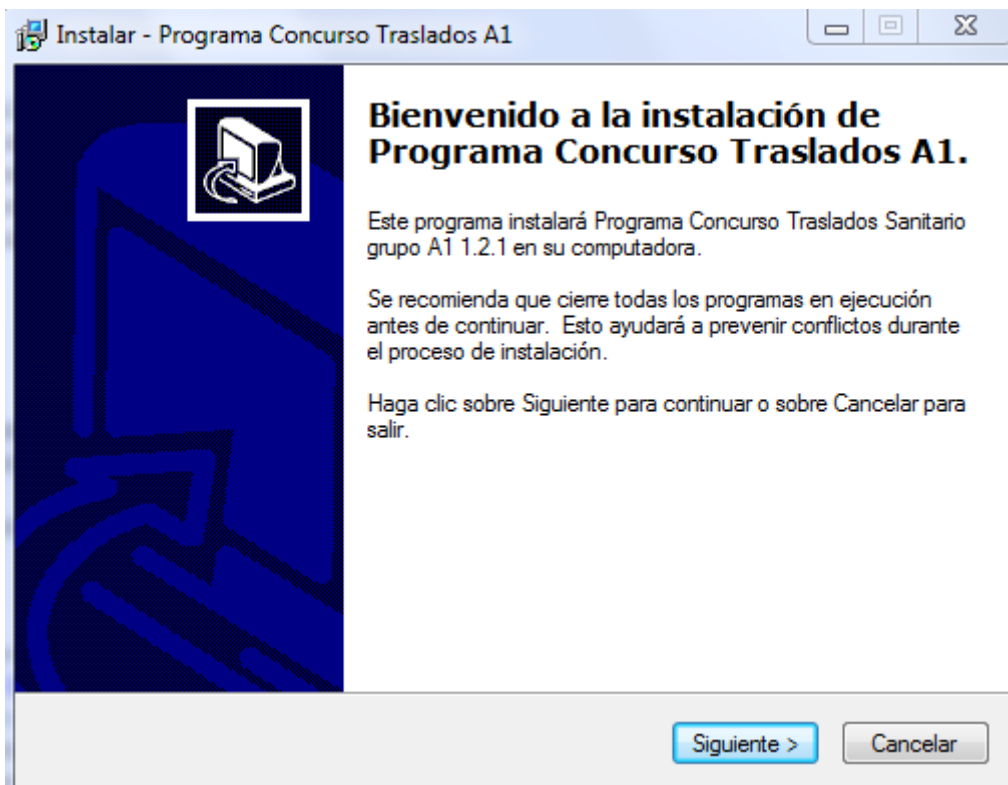 Instalar - Programa Concurso Traslados A1
Bienvenido a la instalación de
Programa Concurso Traslados A1.
Este programa instalará Programa Concurso Traslados Sanitario
grupo A1 1.2.1 en su computadora.
Se recomienda que cierre todas los programas en ejecución
antes de continuar.  Esto ayudará a prevenir conflictos durante
el proceso de instalación.
Haga clic sobre Siguiente para continuar o sobre Cancelar para
salir.
Siguiente >
Cancelar